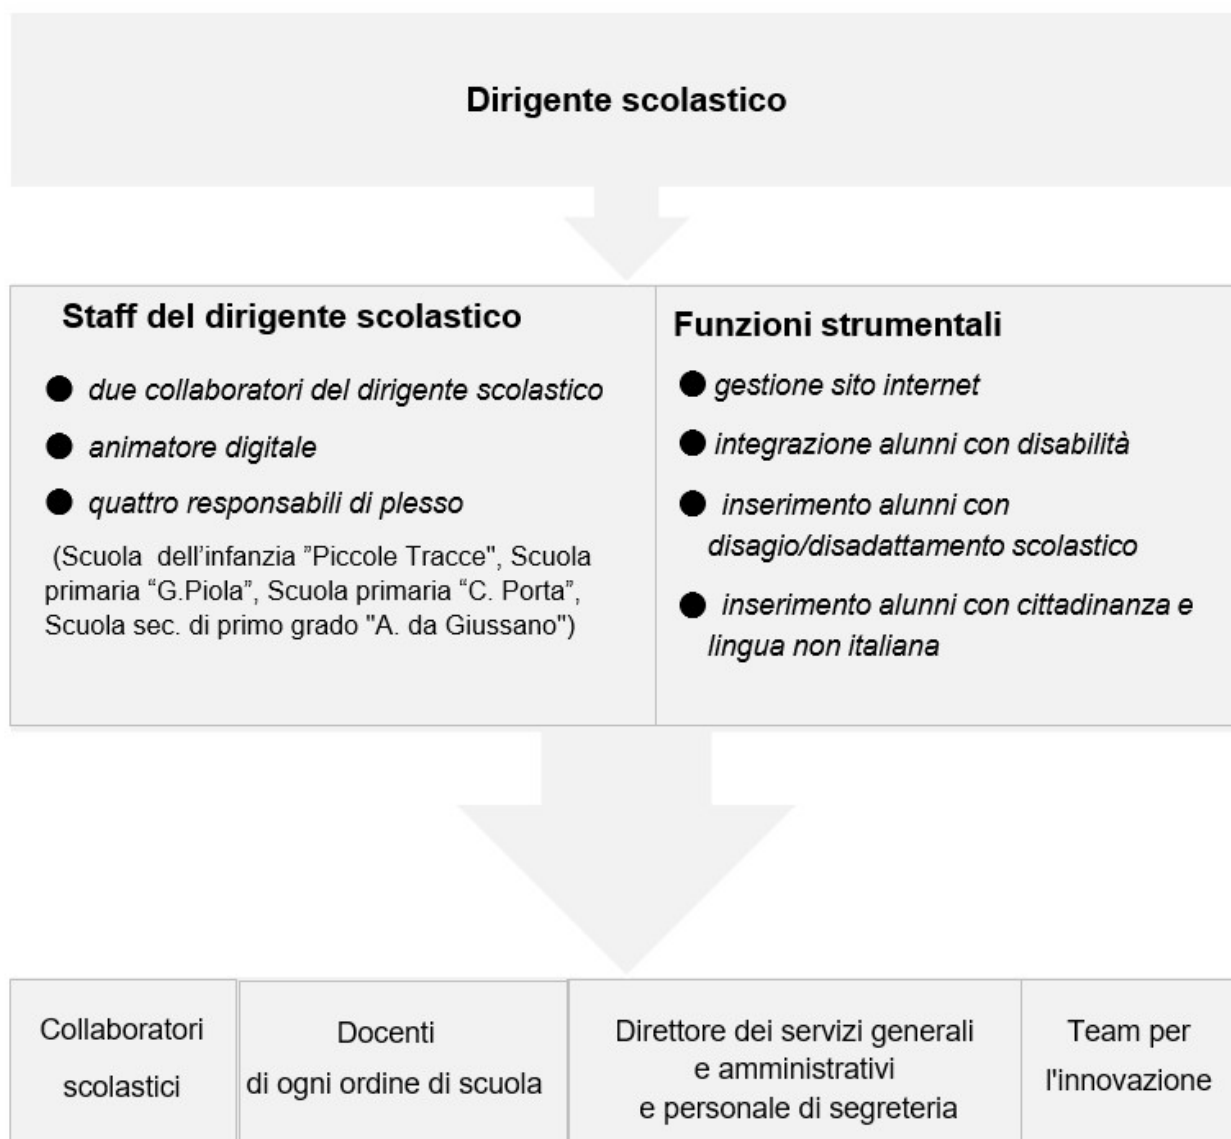 Dirigente scolastico
Staff del dirigente scolastico
● due collaboratori del dirigente scolastico
● animatore digitale
● quattro responsabili di plesso
(Scuola dell’infanzia ”Piccole Tracce", Scuola
primaria “G.Piola”, Scuola primaria “C. Porta”,
Scuola sec. di primo grado "A. da Giussano")
Funzioni strumentali
● gestione sito internet
● integrazione alunni con disabilità
● inserimento alunni con
disagio/disadattamento scolastico
● inserimento alunni con cittadinanza e
lingua non italiana
Collaboratori
scolastici
Docenti
di ogni ordine di scuola
Direttore dei servizi generali
e amministrativi
e personale di segreteria
Team per
l'innovazione